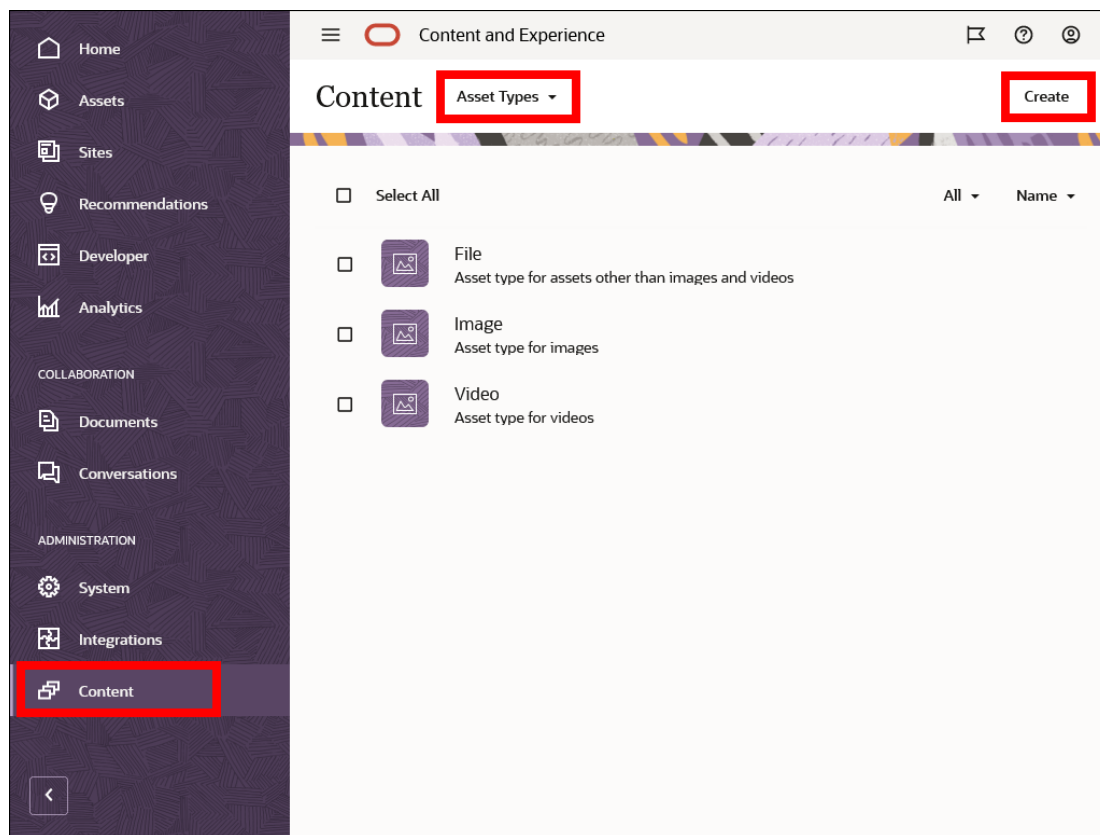 Home
Assets
Sites
Recommendations
Developer
Analytics
COLLABORATION
Documents
Conversations
ADMINISTRATION
System
Integrations
Content
Content and Experience
Content Asset Types Create
Select All All Name
File
Asset type for assets other than images and videos
Image
Asset type for images
Video
Asset type for videos